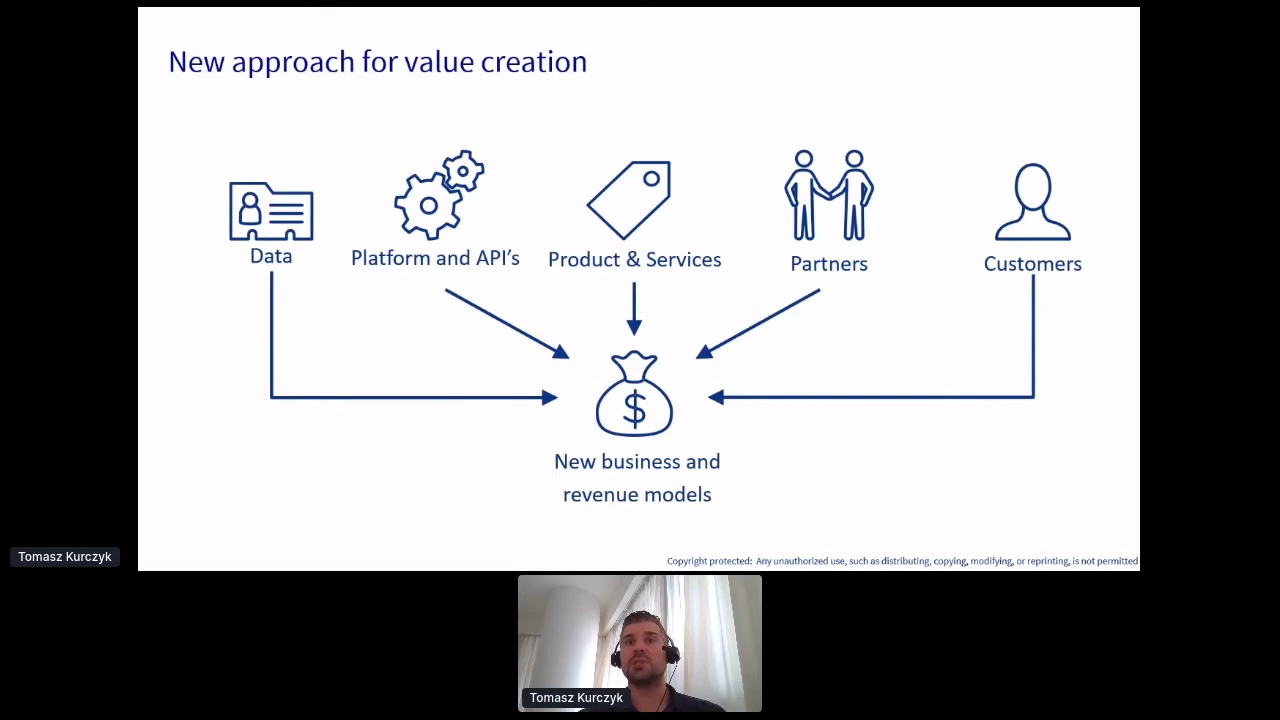 New approach for value creation
Data
Platform and API’s
Product & Services
Partners
Customers
$
New business and
revenue models
Tomasz Kurczyk
Copyright protected: Any unauthorized use, such as distributing, copying, modifying, or reprinting, is not permitted
Tomasz Kurczyk